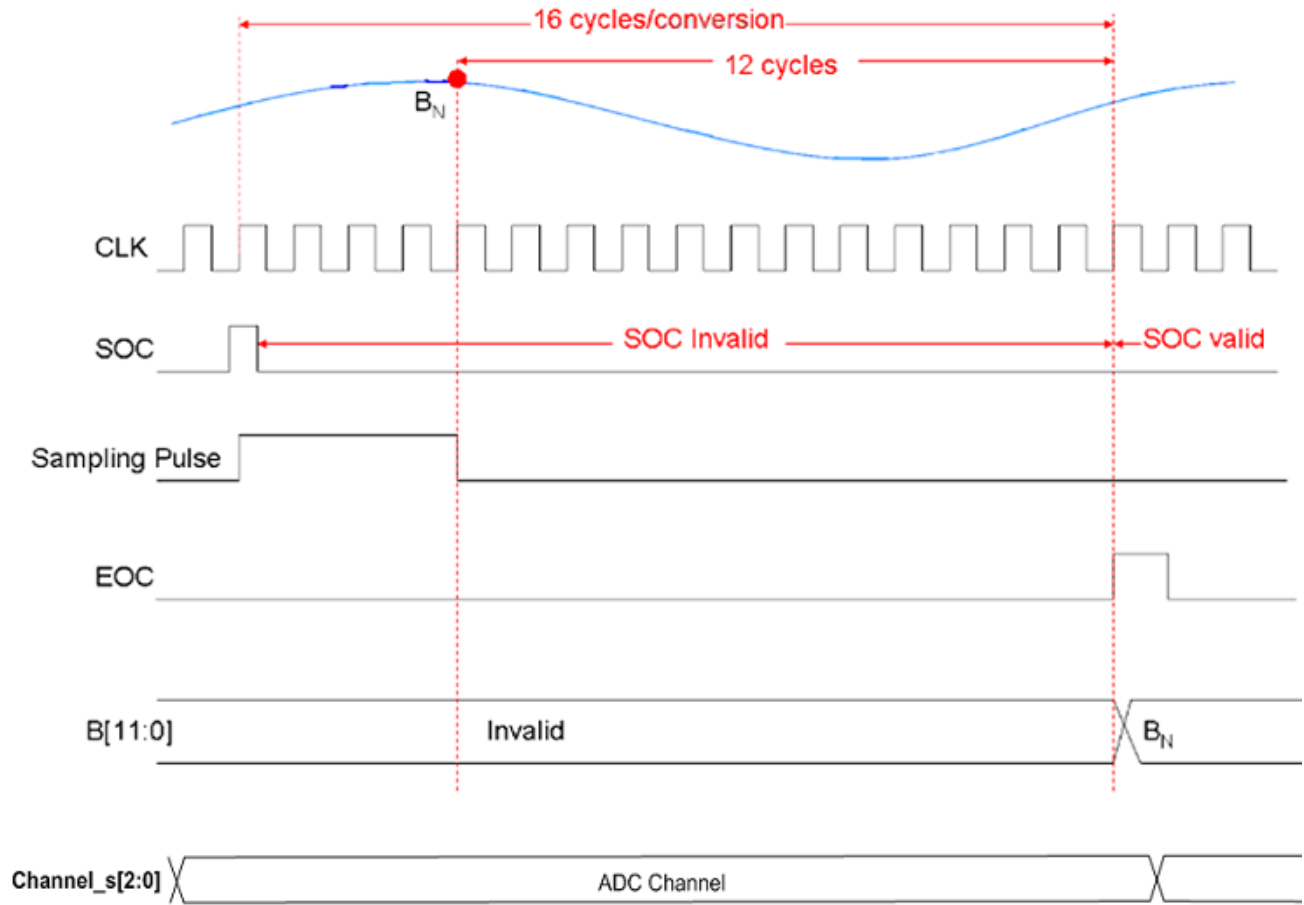 16 cycles/conversion
12 cycles
B_N
CLK
SOC
SOC Invalid
SOC valid
Sampling Pulse
EOC
B[11:0]
Invalid
B_N
Channel_s[2:0]
ADC Channel